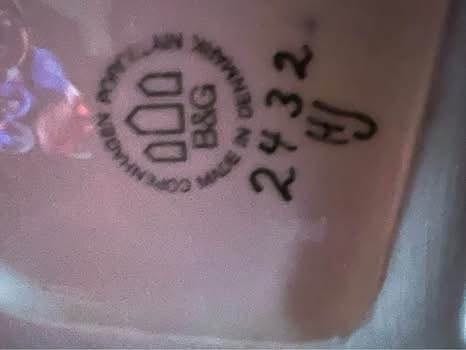 COPENHAGEN PORCELAIN
B&G
MADE IN DENMARK
2432
HJ